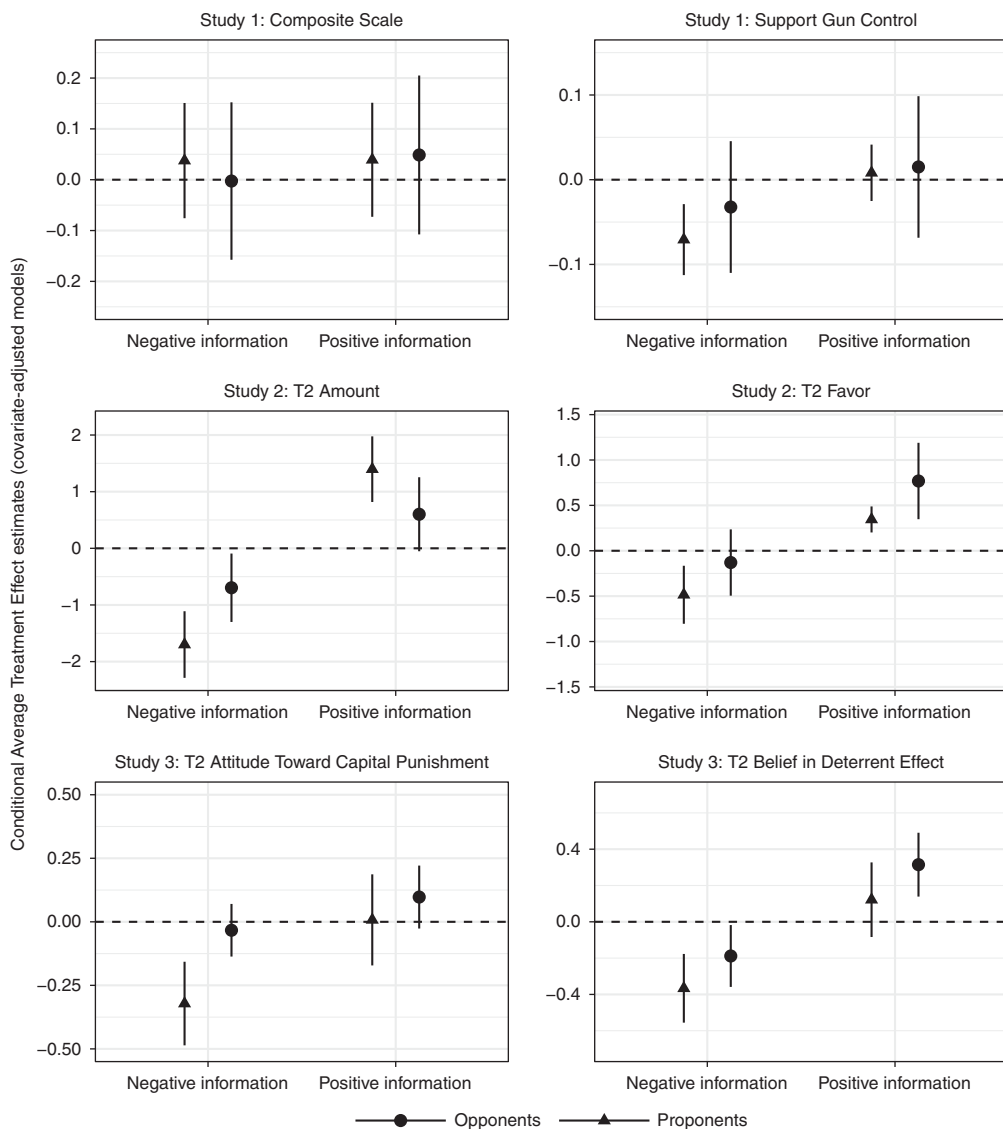 Conditional Average Treatment Effect estimates (covariate-adjusted models)
Study 1: Composite Scale
0.2
0.1
0.0
−0.1
−0.2
Negative information
Positive information
Study 1: Support Gun Control
0.1
0.0
−0.1
Negative information
Positive information
Study 2: T2 Amount
2
1
0
−1
−2
Negative information
Positive information
Study 2: T2 Favor
1.5
1.0
0.5
0.0
−0.5
−1.0
−1.5
Negative information
Positive information
Study 3: T2 Attitude Toward Capital Punishment
0.50
0.25
0.00
−0.25
−0.50
Negative information
Positive information
Study 3: T2 Belief in Deterrent Effect
0.4
0.0
−0.4
Negative information
Positive information
Opponents
Proponents